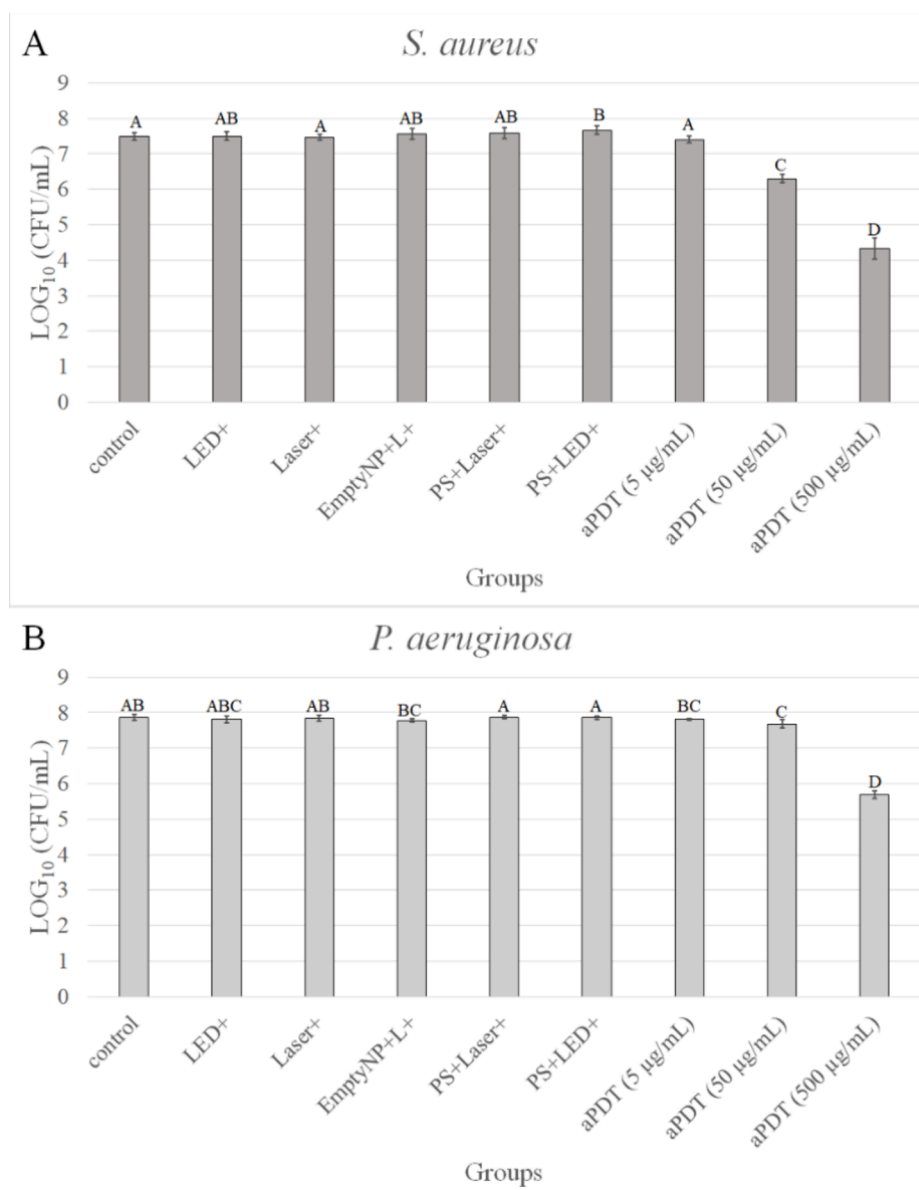 A
S. aureus
LOG10 (CFU/mL)
9
8
7
6
5
4
3
2
1
0
A
AB
A
AB
AB
B
A
C
D
control
LED+
Laser+
EmptyNP+L+
PS+Laser+
PS+LED+
aPDT (5 µg/mL)
aPDT (50 µg/mL)
aPDT (500 µg/mL)
Groups
B
P. aeruginosa
LOG10 (CFU/mL)
9
8
7
6
5
4
3
2
1
0
AB
ABC
AB
BC
A
A
BC
C
D
control
LED+
Laser+
EmptyNP+L+
PS+Laser+
PS+LED+
aPDT (5 µg/mL)
aPDT (50 µg/mL)
aPDT (500 µg/mL)
Groups